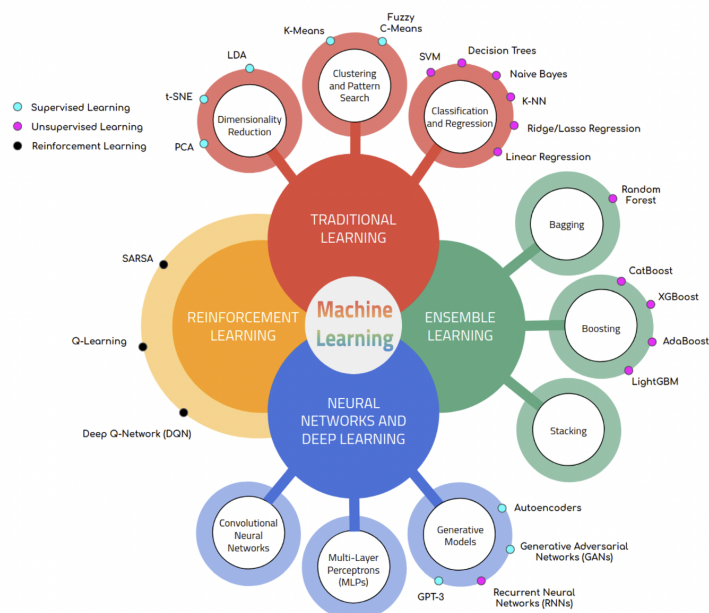 Fuzzy
C-Means
K-Means
Decision Trees
SVM
LDA
Naive Bayes
Clustering
and Pattern
Search
t-SNE
K-NN
Supervised Learning
Dimensionality
Reduction
Classification
and Regression
Unsupervised Learning
Ridge/Lasso Regression
PCA
Reinforcement Learning
Linear Regression
TRADITIONAL
LEARNING
Random
Forest
Bagging
SARSA
CatBoost
XGBoost
REINFORCEMENT
LEARNING
Machine
Learning
ENSEMBLE
LEARNING
Boosting
Q-Learning
AdaBoost
LightGBM
NEURAL
NETWORKS AND
DEEP LEARNING
Deep Q-Network (DQN)
Stacking
Autoencoders
Convolutional
Neural
Networks
Generative
Models
Generative Adversarial
Networks (GANs)
Multi-Layer
Perceptrons
(MLPs)
GPT-3
Recurrent Neural
Networks (RNNs)